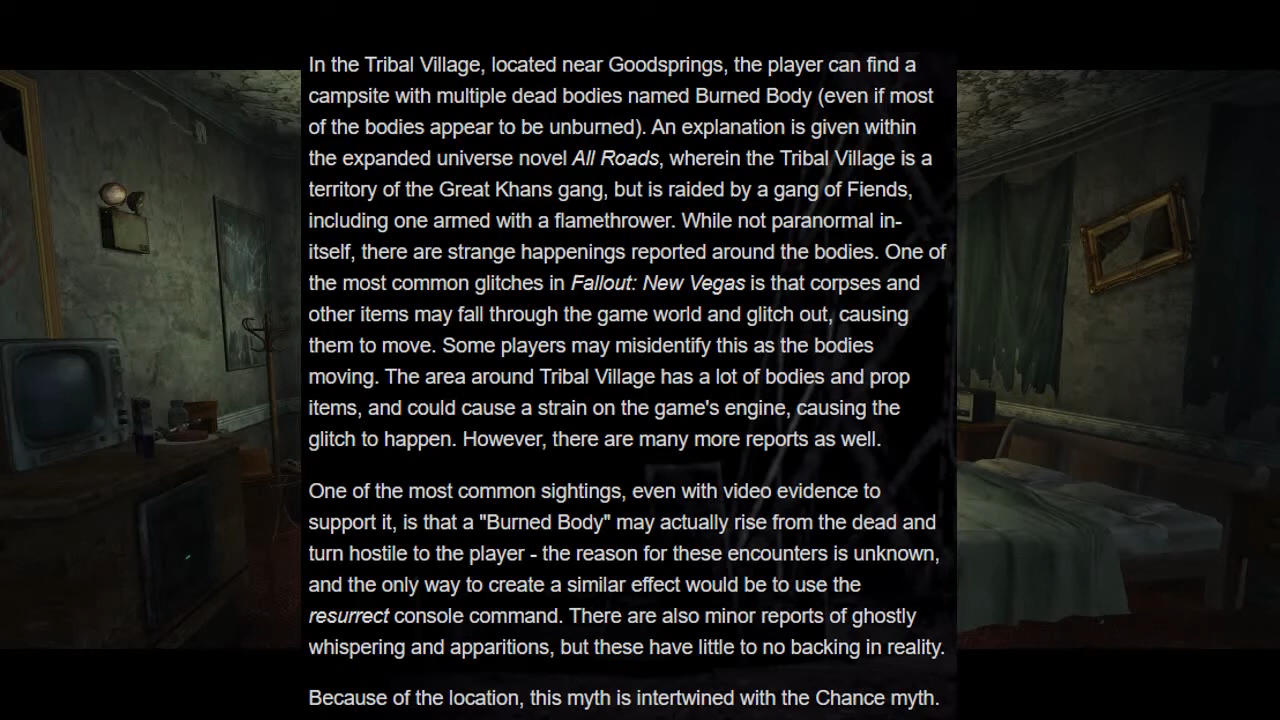 In the Tribal Village, located near Goodsprings, the player can find a
campsite with multiple dead bodies named Burned Body (even if most
of the bodies appear to be unburned). An explanation is given within
the expanded universe novel All Roads, wherein the Tribal Village is a
territory of the Great Khans gang, but is raided by a gang of Fiends,
including one armed with a flamethrower. While not paranormal in-
itself, there are strange happenings reported around the bodies. One of
the most common glitches in Fallout: New Vegas is that corpses and
other items may fall through the game world and glitch out, causing
them to move. Some players may misidentify this as the bodies
moving. The area around Tribal Village has a lot of bodies and prop
items, and could cause a strain on the game's engine, causing the
glitch to happen. However, there are many more reports as well.
One of the most common sightings, even with video evidence to
support it, is that a "Burned Body" may actually rise from the dead and
turn hostile to the player - the reason for these encounters is unknown,
and the only way to create a similar effect would be to use the
resurrect console command. There are also minor reports of ghostly
whispering and apparitions, but these have little to no backing in reality.
Because of the location, this myth is intertwined with the Chance myth.